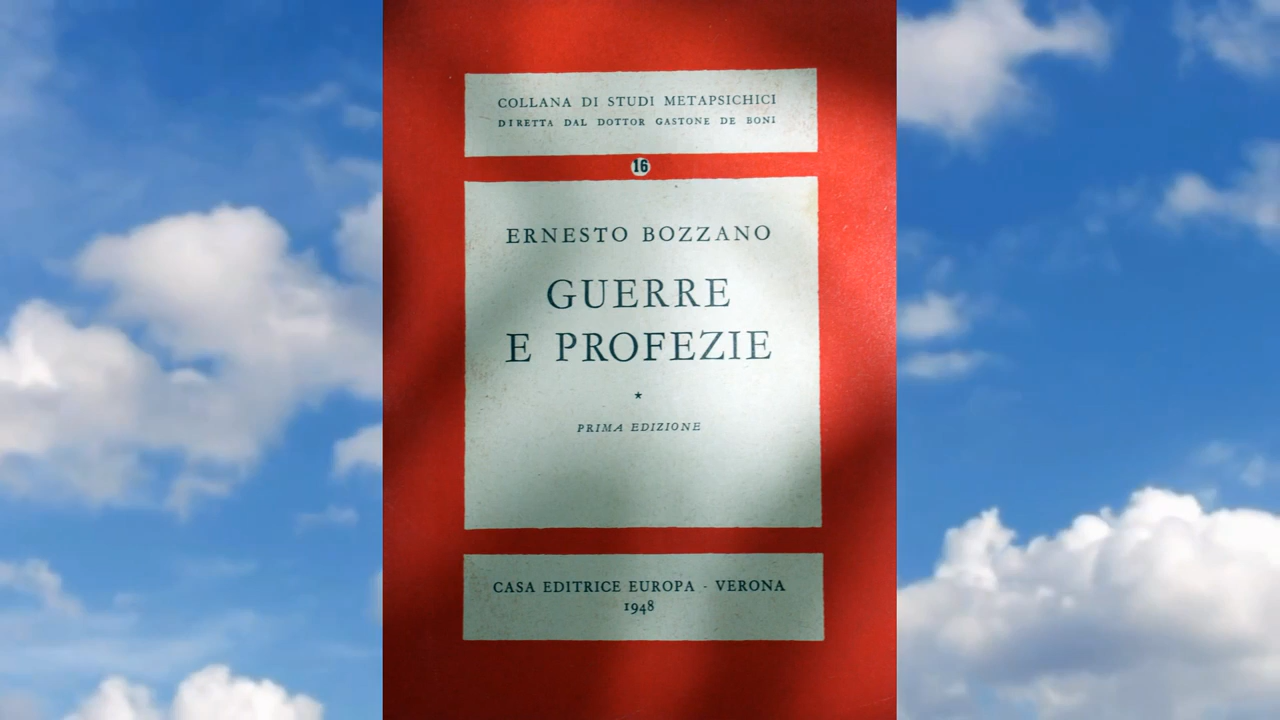 COLLANA DI STUDI METAPSICHICI
DIRETTA DAL DOTTOR GASTONE DE BONI
16
ERNESTO BOZZANO
GUERRE
E PROFEZIE
*
PRIMA EDIZIONE
CASA EDITRICE EUROPA - VERONA
1948